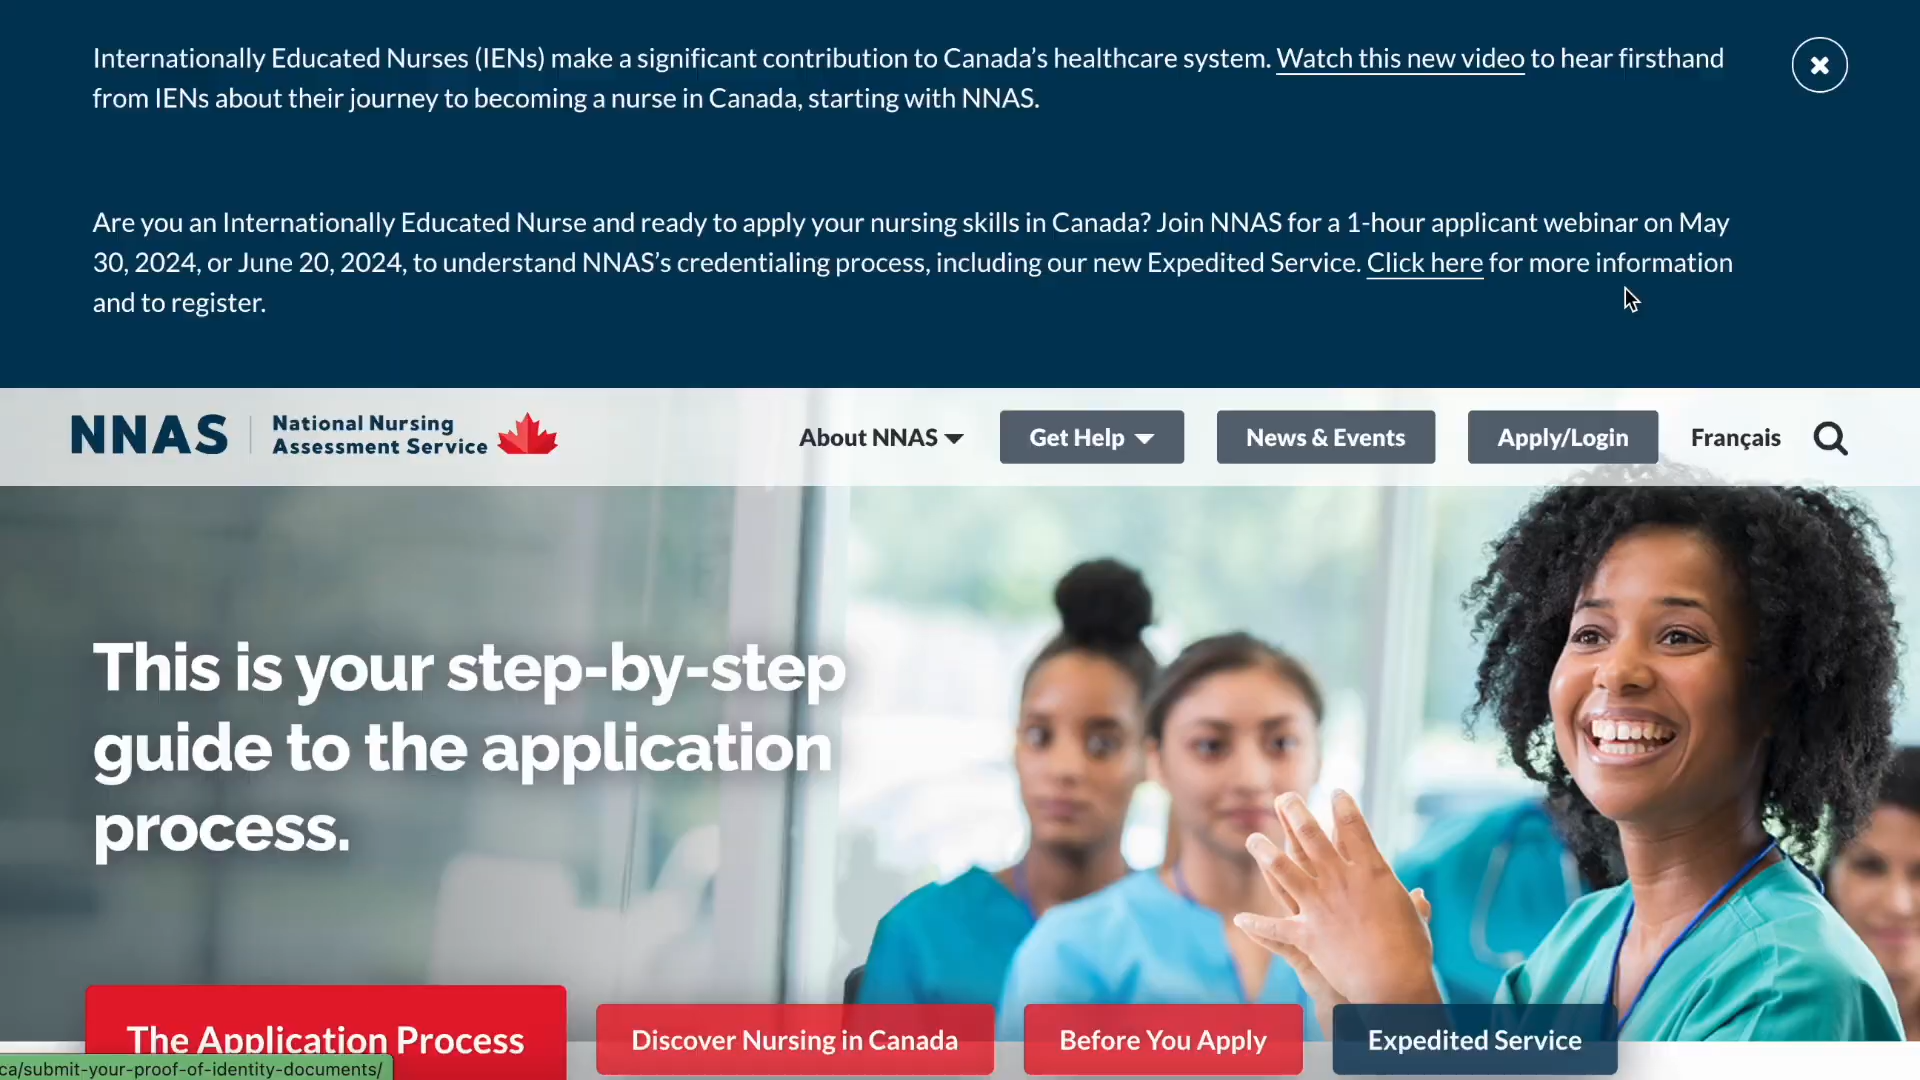 Internationally Educated Nurses (IENs) make a significant contribution to Canada’s healthcare system. Watch this new video to hear firsthand
from IENs about their journey to becoming a nurse in Canada, starting with NNAS.
Are you an Internationally Educated Nurse and ready to apply your nursing skills in Canada? Join NNAS for a 1-hour applicant webinar on May
30, 2024, or June 20, 2024, to understand NNAS’s credentialing process, including our new Expedited Service. Click here for more information
and to register.
NNAS
National Nursing
Assessment Service
About NNAS
Get Help
News & Events
Apply/Login
Français
This is your step-by-step
guide to the application
process.
The Application Process
Discover Nursing in Canada
Before You Apply
Expedited Service
ca/submit-your-proof-of-identity-documents/